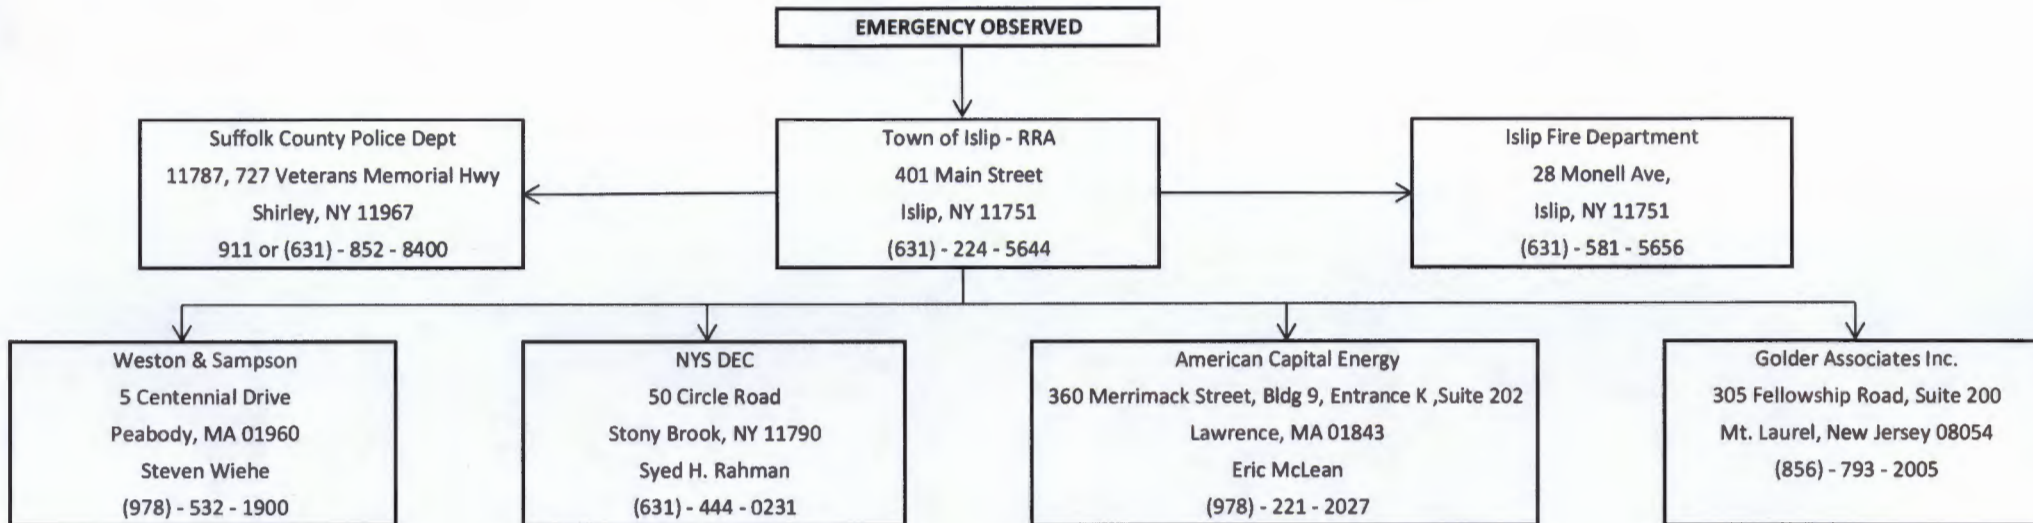 EMERGENCY OBSERVED
Suffolk County Police Dept
11787, 727 Veterans Memorial Hwy
Shirley, NY 11967
911 or (631) - 852 - 8400
Town of Islip - RRA
401 Main Street
Islip, NY 11751
(631) - 224 - 5644
Islip Fire Department
28 Monell Ave,
Islip, NY 11751
(631) - 581 - 5656
Weston & Sampson
5 Centennial Drive
Peabody, MA 01960
Steven Wiehe
(978) - 532 - 1900
NYS DEC
50 Circle Road
Stony Brook, NY 11790
Syed H. Rahman
(631) - 444 - 0231
American Capital Energy
360 Merrimack Street, Bldg 9, Entrance K ,Suite 202
Lawrence, MA 01843
Eric McLean
(978) - 221 - 2027
Golder Associates Inc.
305 Fellowship Road, Suite 200
Mt. Laurel, New Jersey 08054
(856) - 793 - 2005